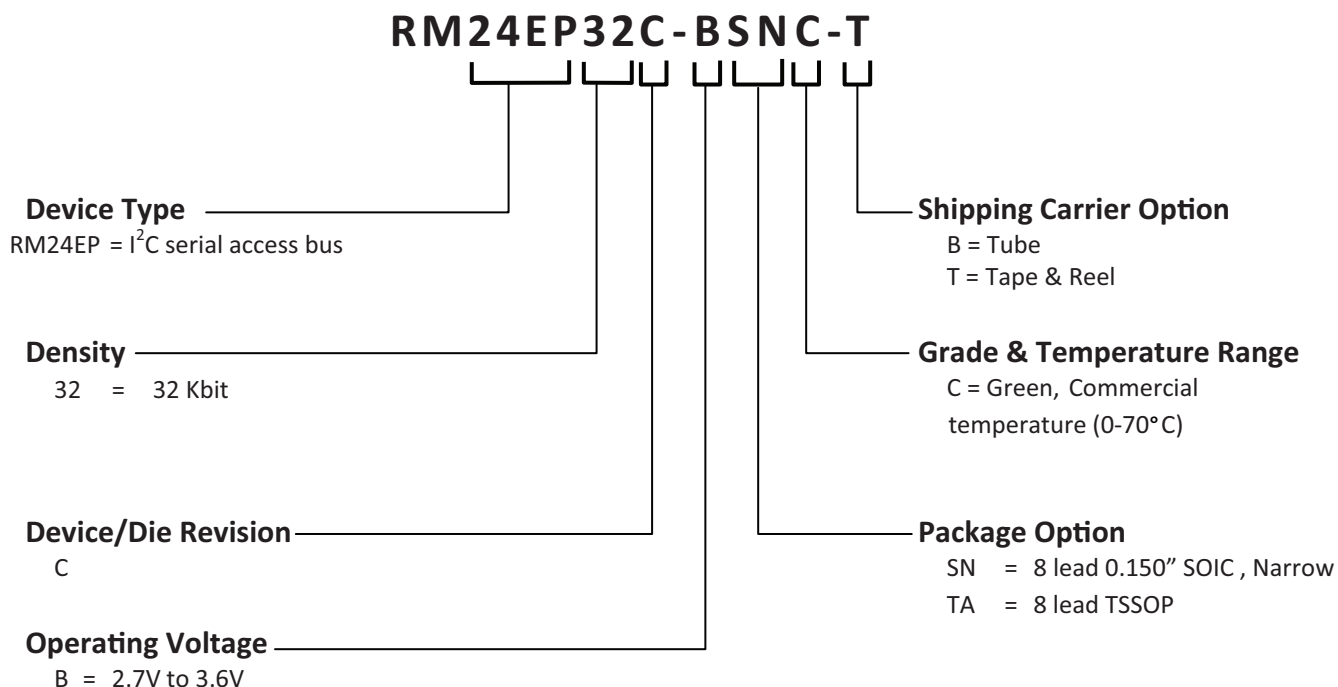 RM24EP32C-BSNC-T
Device Type
RM24EP = I²C serial access bus
Density
32 = 32 Kbit
Device/Die Revision
C
Operating Voltage
B = 2.7V to 3.6V
Shipping Carrier Option
B = Tube
T = Tape & Reel
Grade & Temperature Range
C = Green, Commercial
temperature (0-70°C)
Package Option
SN = 8 lead 0.150” SOIC , Narrow
TA = 8 lead TSSOP